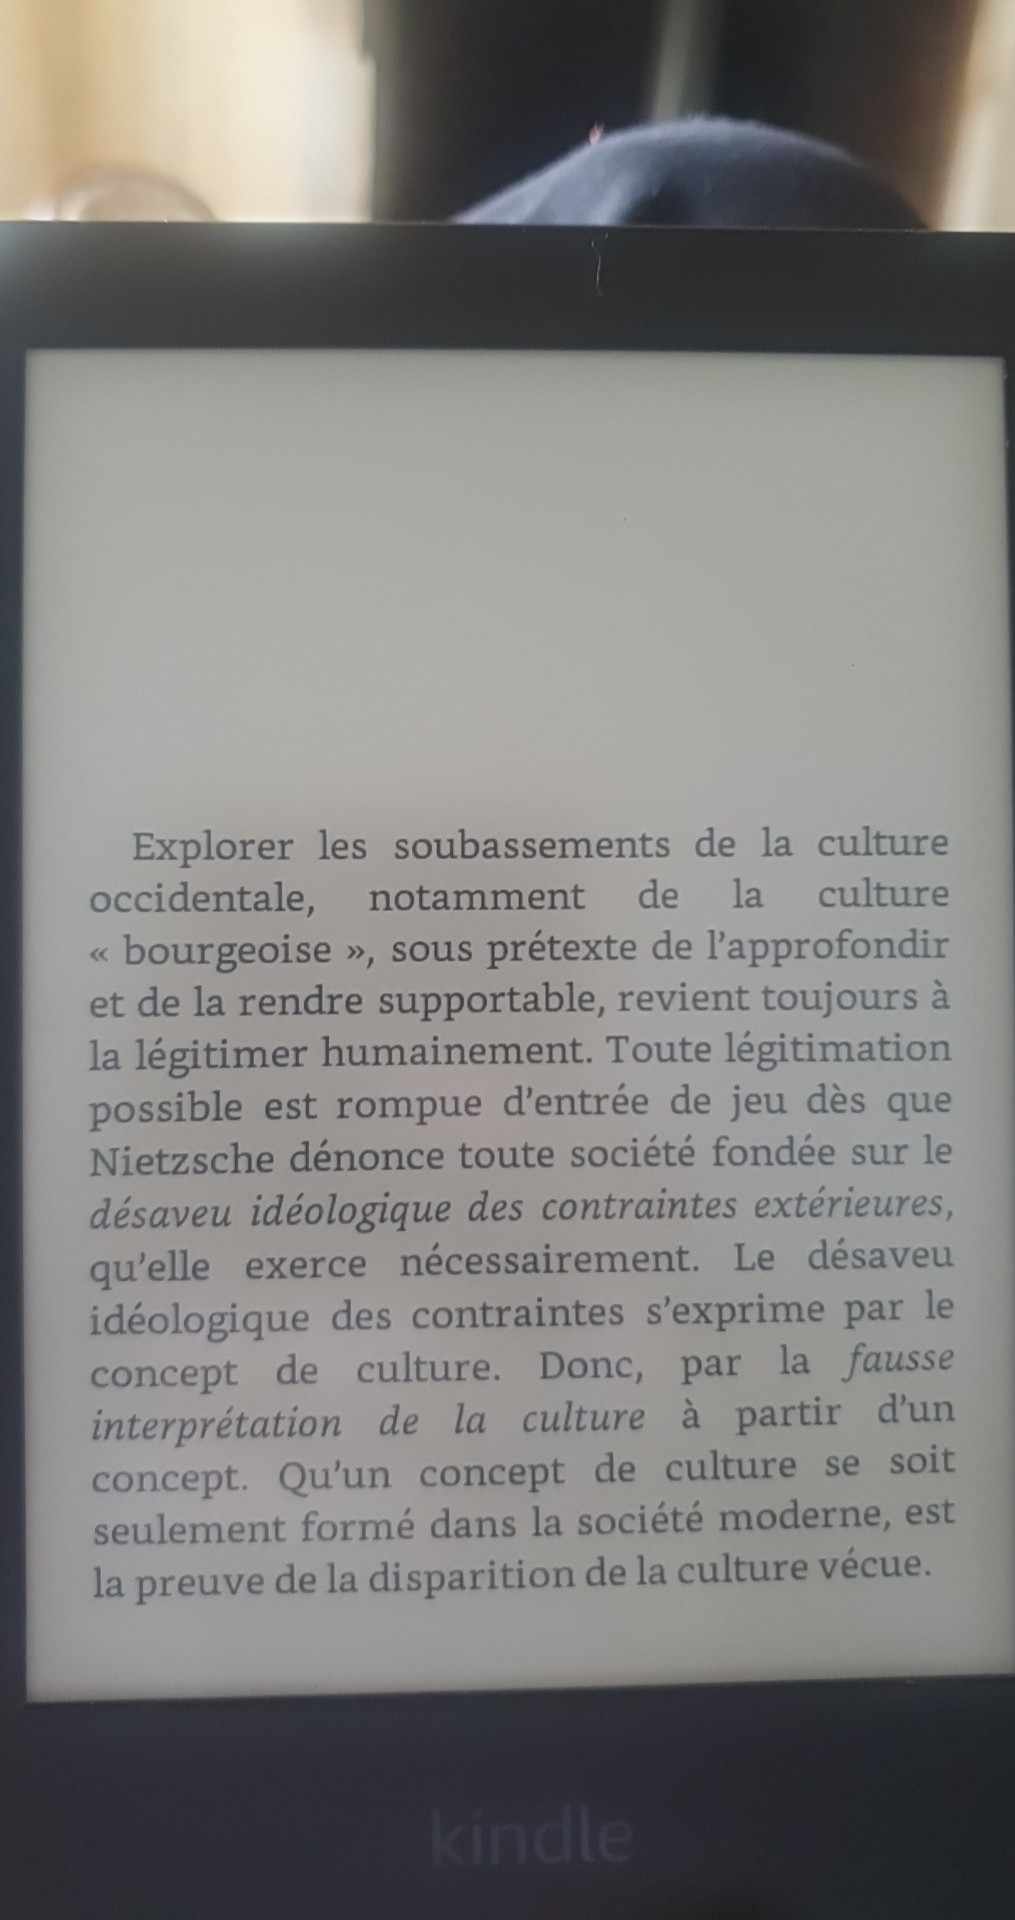 Explorer les soubassements de la culture
occidentale, notamment de la culture
« bourgeoise », sous prétexte de l'approfondir
et de la rendre supportable, revient toujours à
la légitimer humainement. Toute légitimation
possible est rompue d'entrée de jeu dès que
Nietzsche dénonce toute société fondée sur le
désaveu idéologique des contraintes extérieures,
qu'elle exerce nécessairement. Le désaveu
idéologique des contraintes s'exprime par le
concept de culture. Donc, par la fausse
interprétation de la culture à partir d'un
concept. Qu'un concept de culture se soit
seulement formé dans la société moderne, est
la preuve de la disparition de la culture vécue.
kindle